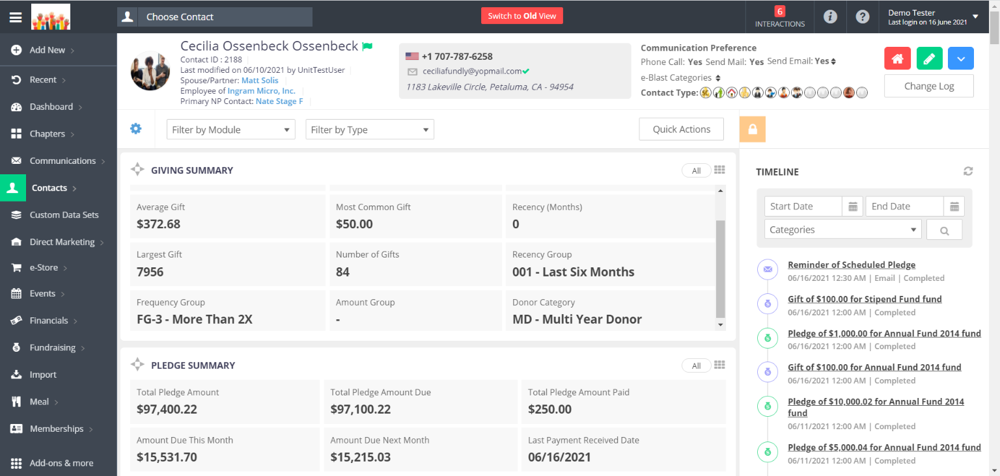 Choose Contact
Switch to Old View
6
INTERACTIONS
Demo Tester
Last login on 16 June 2021
Add New
Recent
Dashboard
Chapters
Communications
Contacts
Custom Data Sets
Direct Marketing
e-Store
Events
Financials
Fundraising
Import
Meal
Memberships
Add-ons & more
Cecilia Ossenbeck Ossenbeck
Contact ID : 2188
Last modified on 06/10/2021 by UnitTestUser
Spouse/Partner: Matt Solis
Employee of Ingram Micro, Inc.
Primary NP Contact: Nate Stage F
+1 707-787-6258
ceciliafundly@yopmail.com
1183 Lakeville Circle, Petaluma, CA - 94954
Communication Preference
Phone Call: Yes Send Mail: Yes Send Email: Yes
e-Blast Categories
Contact Type:
Change Log
Filter by Module
Filter by Type
Quick Actions
GIVING SUMMARY
All
Average Gift
$372.68
Most Common Gift
$50.00
Recency (Months)
0
Largest Gift
7956
Number of Gifts
84
Recency Group
001 - Last Six Months
Frequency Group
FG-3 - More Than 2X
Amount Group
-
Donor Category
MD - Multi Year Donor
PLEDGE SUMMARY
All
Total Pledge Amount
$97,400.22
Total Pledge Amount Due
$97,100.22
Total Pledge Amount Paid
$250.00
Amount Due This Month
$15,531.70
Amount Due Next Month
$15,215.03
Last Payment Received Date
06/16/2021
TIMELINE
Start Date
End Date
Categories
Reminder of Scheduled Pledge
06/16/2021 12:30 AM | Email | Completed
Gift of $100.00 for Stipend Fund fund
06/16/2021 12:00 AM | Completed
Pledge of $1,000.00 for Annual Fund 2014 fund
06/16/2021 12:00 AM | Completed
Gift of $100.00 for Annual Fund 2014 fund
06/16/2021 12:00 AM | Completed
Pledge of $10,000.02 for Annual Fund 2014
fund
06/11/2021 12:00 AM | Completed
Pledge of $5,000.04 for Annual Fund 2014 fund
06/11/2021 12:00 AM | Completed